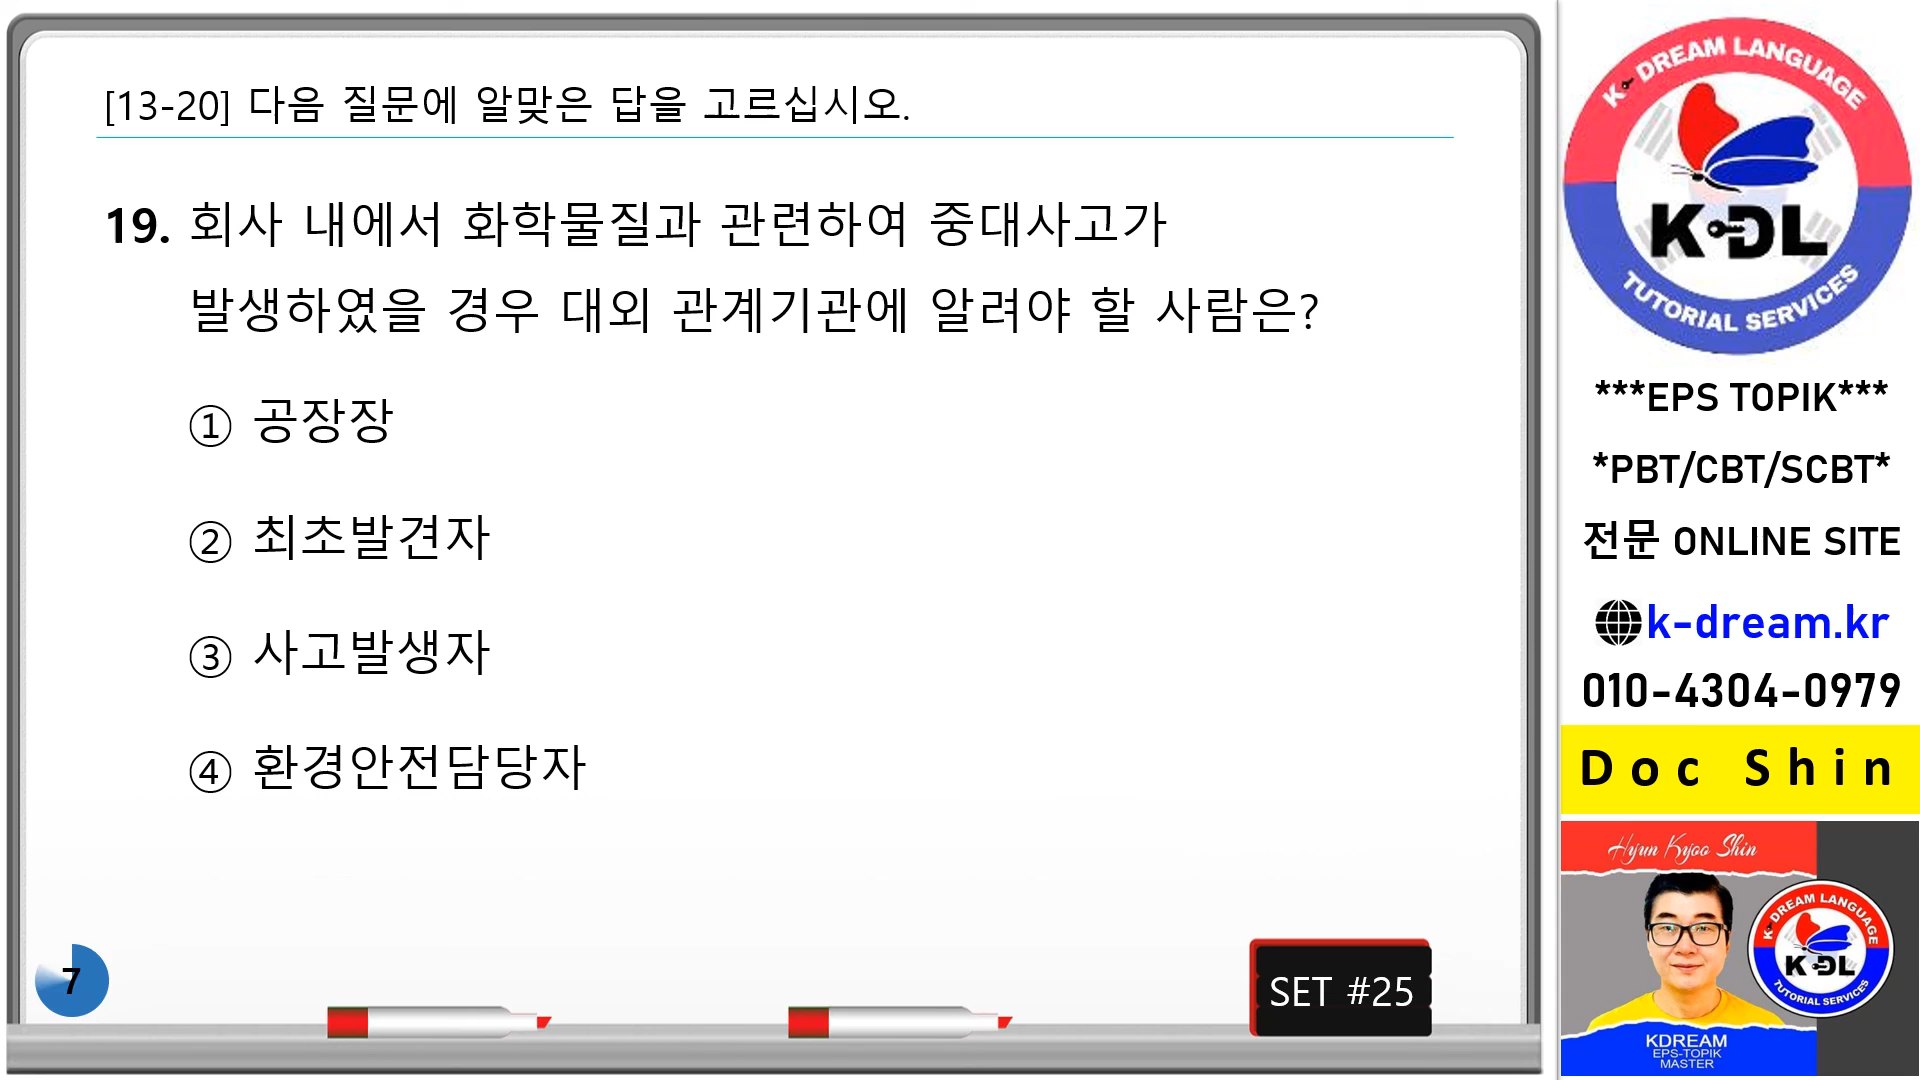 [13-20] 다음 질문에 알맞은 답을 고르십시오.
19. 회사 내에서 화학물질과 관련하여 중대사고가
발생하였을 경우 대외 관계기관에 알려야 할 사람은?
① 공장장
② 최초발견자
③ 사고발생자
④ 환경안전담당자
7
SET #25
K DREAM LANGUAGE
K DL
TUTORIAL SERVICES
***EPS TOPIK***
*PBT/CBT/SCBT*
전문 ONLINE SITE
k-dream.kr
010-4304-0979
Doc Shin
Hyun Kyoo Shin
K DREAM LANGUAGE
K DL
TUTORIAL SERVICES
KDREAM
EPS-TOPIK
MASTER